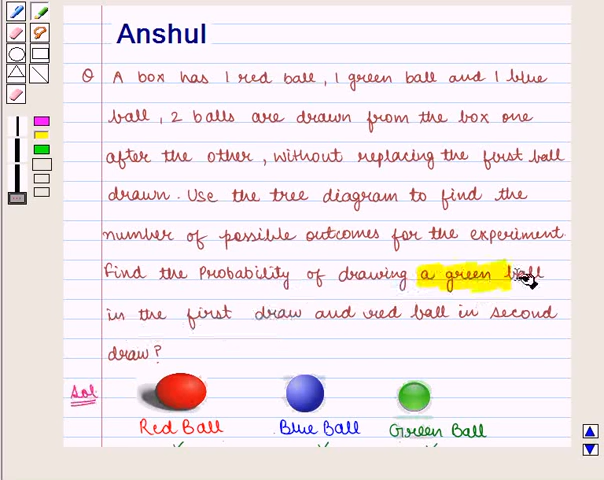 Anshul
Q A box has 1 red ball, 1 green ball and 1 blue
ball, 2 balls are drawn from the box one
after the other, without replacing the first ball
drawn. Use the tree diagram to find the
number of possible outcomes for the experiment.
Find the Probability of drawing a green ball
in the first draw and red ball in second
draw?
Sol
Red Ball Blue Ball Green Ball